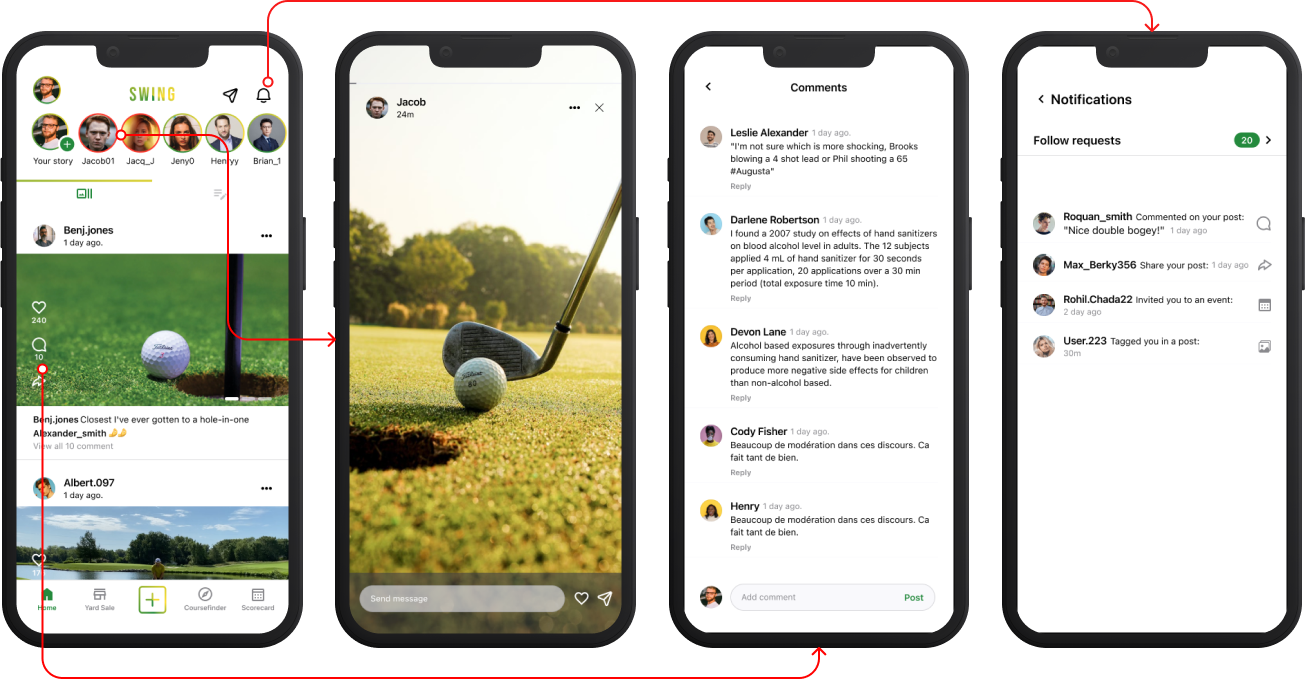 SWING
Your story
Jacob01
Jacq_J
Jeny0
Henryy
Brian_1
Benj.jones
1 day ago.
240
10
Titleist
Benj.jones Closest I've ever gotten to a hole-in-one
Alexander_smith
View all 10 comment
Albert.097
1 day ago.
Home
Yard Sale
Coursefinder
Scorecard
Jacob
24m
Titleist
Send message
Comments
Leslie Alexander 1 day ago.
"I'm not sure which is more shocking, Brooks
blowing a 4 shot lead or Phil shooting a 65
#Augusta"
Reply
Darlene Robertson 1 day ago.
I found a 2007 study on effects of hand sanitizers
on blood alcohol level in adults. The 12 subjects
applied 4 mL of hand sanitizer for 30 seconds
per application, 20 applications over a 30 min
period (total exposure time 10 min).
Reply
Devon Lane 1 day ago.
Alcohol based exposures through inadvertently
consuming hand sanitizer, have been observed to
produce more negative side effects for children
than non-alcohol based.
Reply
Cody Fisher 1 day ago.
Beaucoup de modération dans ces discours. Ca
fait tant de bien.
Reply
Henry 1 day ago.
Beaucoup de modération dans ces discours. Ca
fait tant de bien.
Reply
Add comment
Post
Notifications
Follow requests
20
Roquan_smith Commented on your post:
"Nice double bogey!" 1 day ago
Max_Berky356 Share your post: 1 day ago
Rohil.Chada22 Invited you to an event:
2 day ago
User.223 Tagged you in a post:
30m